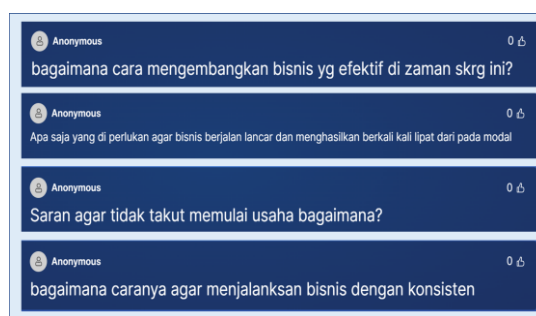 Anonymous
0
bagaimana cara mengembangkan bisnis yg efektif di zaman skrg ini?
Anonymous
0
Apa saja yang di perlukan agar bisnis berjalan lancar dan menghasilkan berkali kali lipat dari pada modal
Anonymous
0
Saran agar tidak takut memulai usaha bagaimana?
Anonymous
0
bagaimana caranya agar menjalanksan bisnis dengan konsisten